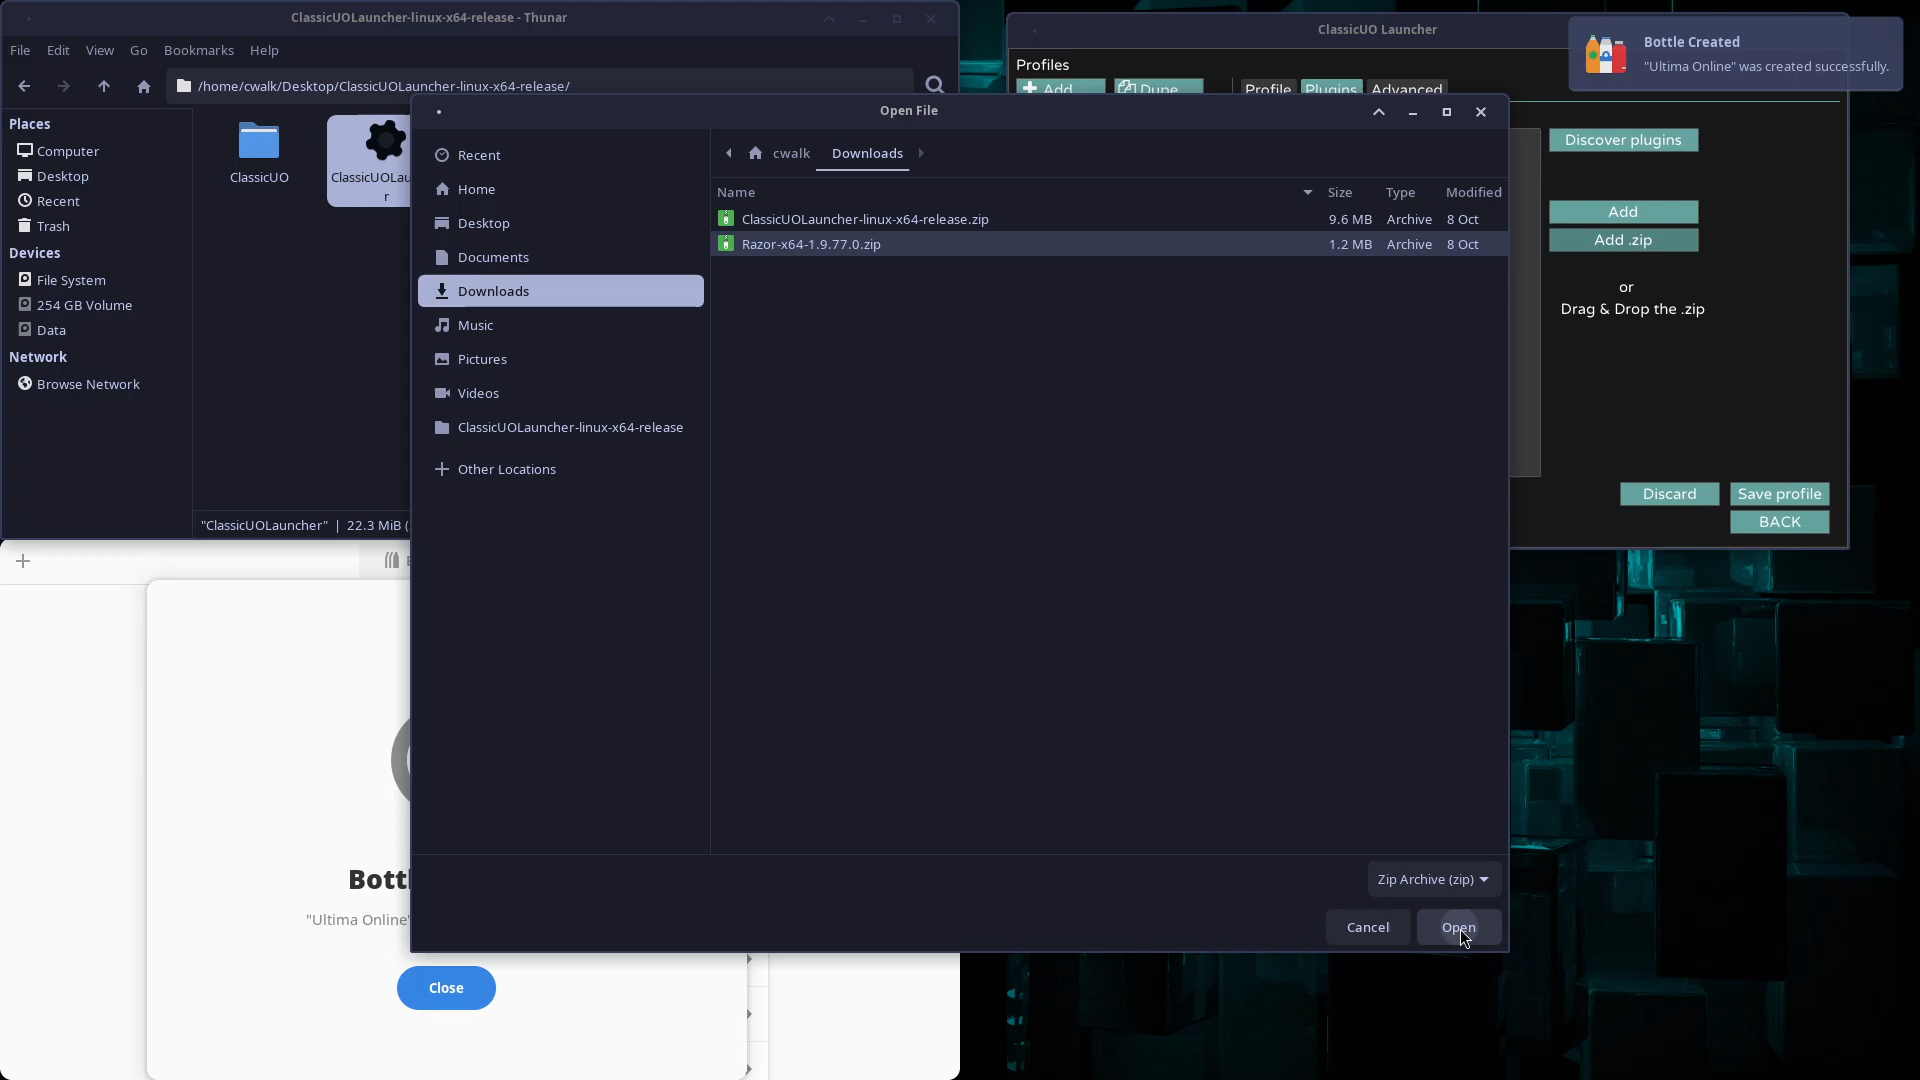 ClassicUOLauncher-linux-x64-release - Thunar
File Edit View Go Bookmarks Help
/home/cwalk/Desktop/ClassicUOLauncher-linux-x64-release/
Places
Computer
Desktop
Recent
Trash
Devices
File System
254 GB Volume
Data
Network
Browse Network
ClassicUO
ClassicUOLau
r
"ClassicUOLauncher" | 22.3 MiB (
ClassicUO Launcher
Profiles
Add
Dupe
Profile
Plugins
Advanced
Bottle Created
"Ultima Online" was created successfully.
Open File
Recent
Home
Desktop
Documents
Downloads
Music
Pictures
Videos
ClassicUOLauncher-linux-x64-release
Other Locations
cwalk Downloads
Name Size Type Modified
ClassicUOLauncher-linux-x64-release.zip 9.6 MB Archive 8 Oct
Razor-x64-1.9.77.0.zip 1.2 MB Archive 8 Oct
Zip Archive (zip)
Cancel
Open
Discover plugins
Add
Add .zip
or
Drag & Drop the .zip
Discard
Save profile
BACK
Bottl
"Ultima Online"
Close